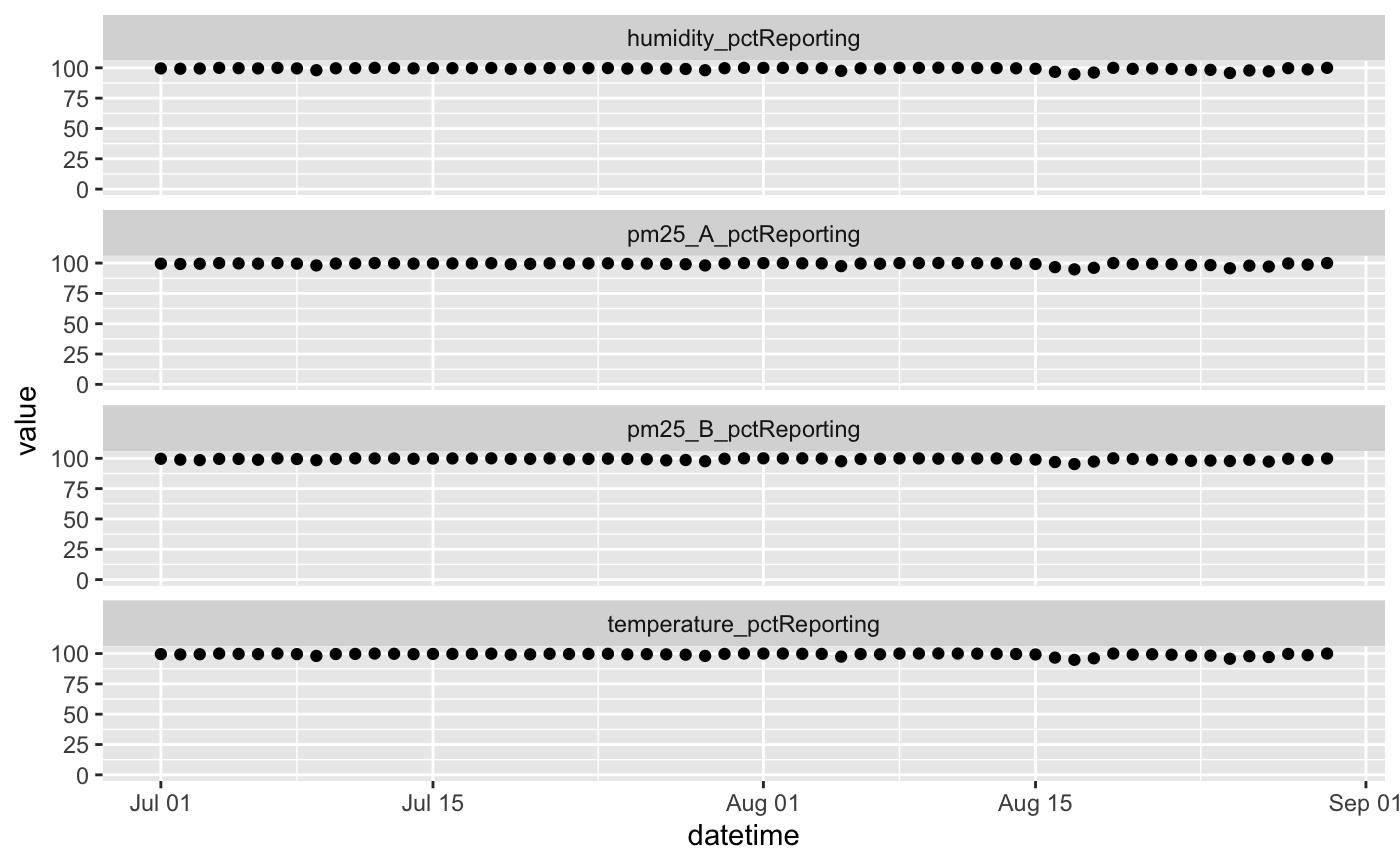 humidity_pctReporting
100
75
50
25
0
pm25_A_pctReporting
100
75
50
25
0
pm25_B_pctReporting
100
75
50
25
0
temperature_pctReporting
100
75
50
25
0
value
Jul 01 Jul 15 Aug 01 Aug 15 Sep 01
datetime